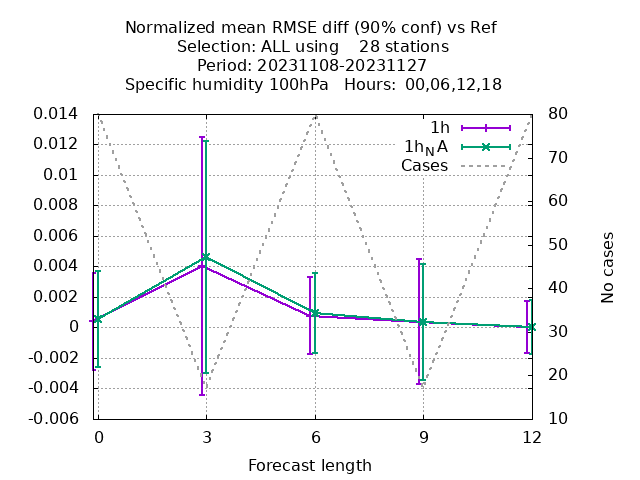 Normalized mean RMSE diff (90% conf) vs Ref
Selection: ALL using 28 stations
Period: 20231108-20231127
Specific humidity 100hPa Hours: 00,06,12,18
1h
1h_NA
Cases
0.014
0.012
0.01
0.008
0.006
0.004
0.002
0
-0.002
-0.004
-0.006
80
70
60
50
40
30
20
10
No cases
0 3 6 9 12
Forecast length